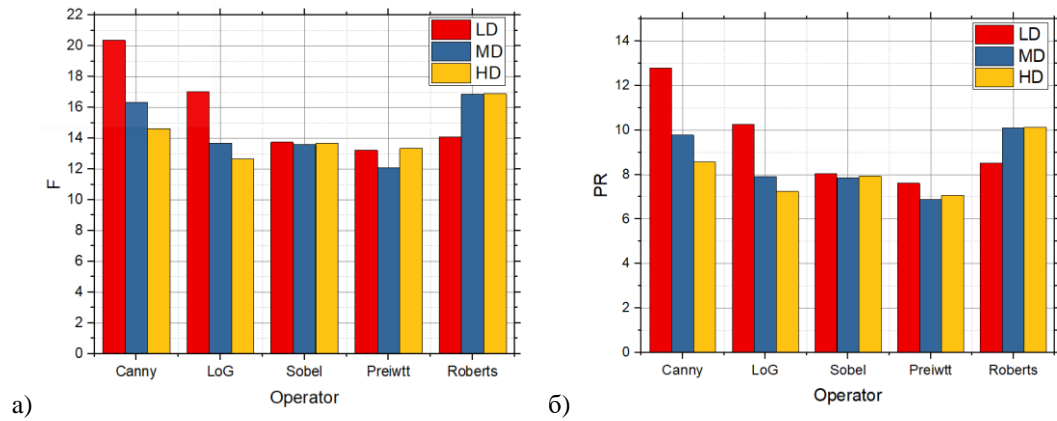 22
20
18
16
14
12
10
8
6
4
2
0
F
LD
MD
HD
Canny
LoG
Sobel
Preiwtt
Roberts
Operator
а)
14
12
10
8
6
4
2
0
PR
LD
MD
HD
Canny
LoG
Sobel
Preiwtt
Roberts
Operator
б)